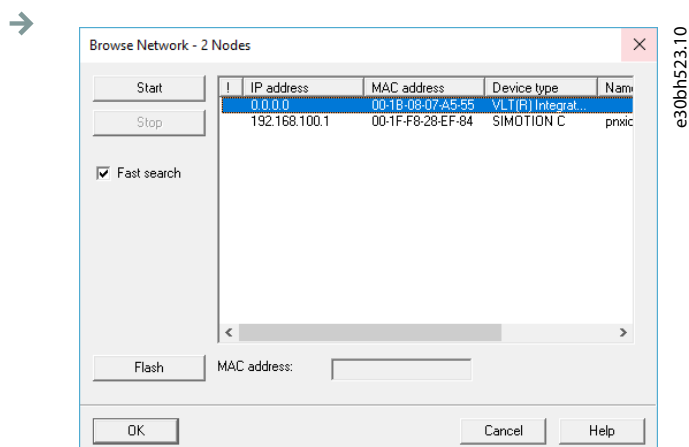 Browse Network - 2 Nodes
Start
Stop
Fast search
! IP address MAC address Device type Nam
0.0.0.0 00-1B-08-07-A5-55 VLT(R) Integrat...
192.168.100.1 00-1F-F8-28-EF-84 SIMOTION C pnxic
Flash
MAC address:
OK
Cancel
Help
e30bh523.10